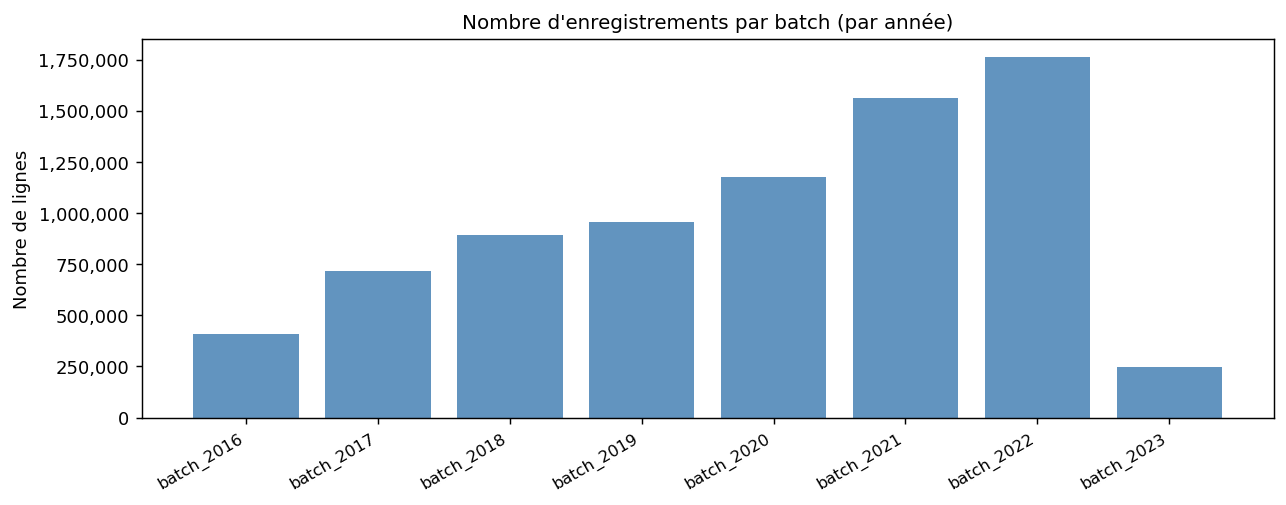 Nombre d'enregistrements par batch (par année)
Nombre de lignes
1,750,000
1,500,000
1,250,000
1,000,000
750,000
500,000
250,000
0
batch_2016
batch_2017
batch_2018
batch_2019
batch_2020
batch_2021
batch_2022
batch_2023